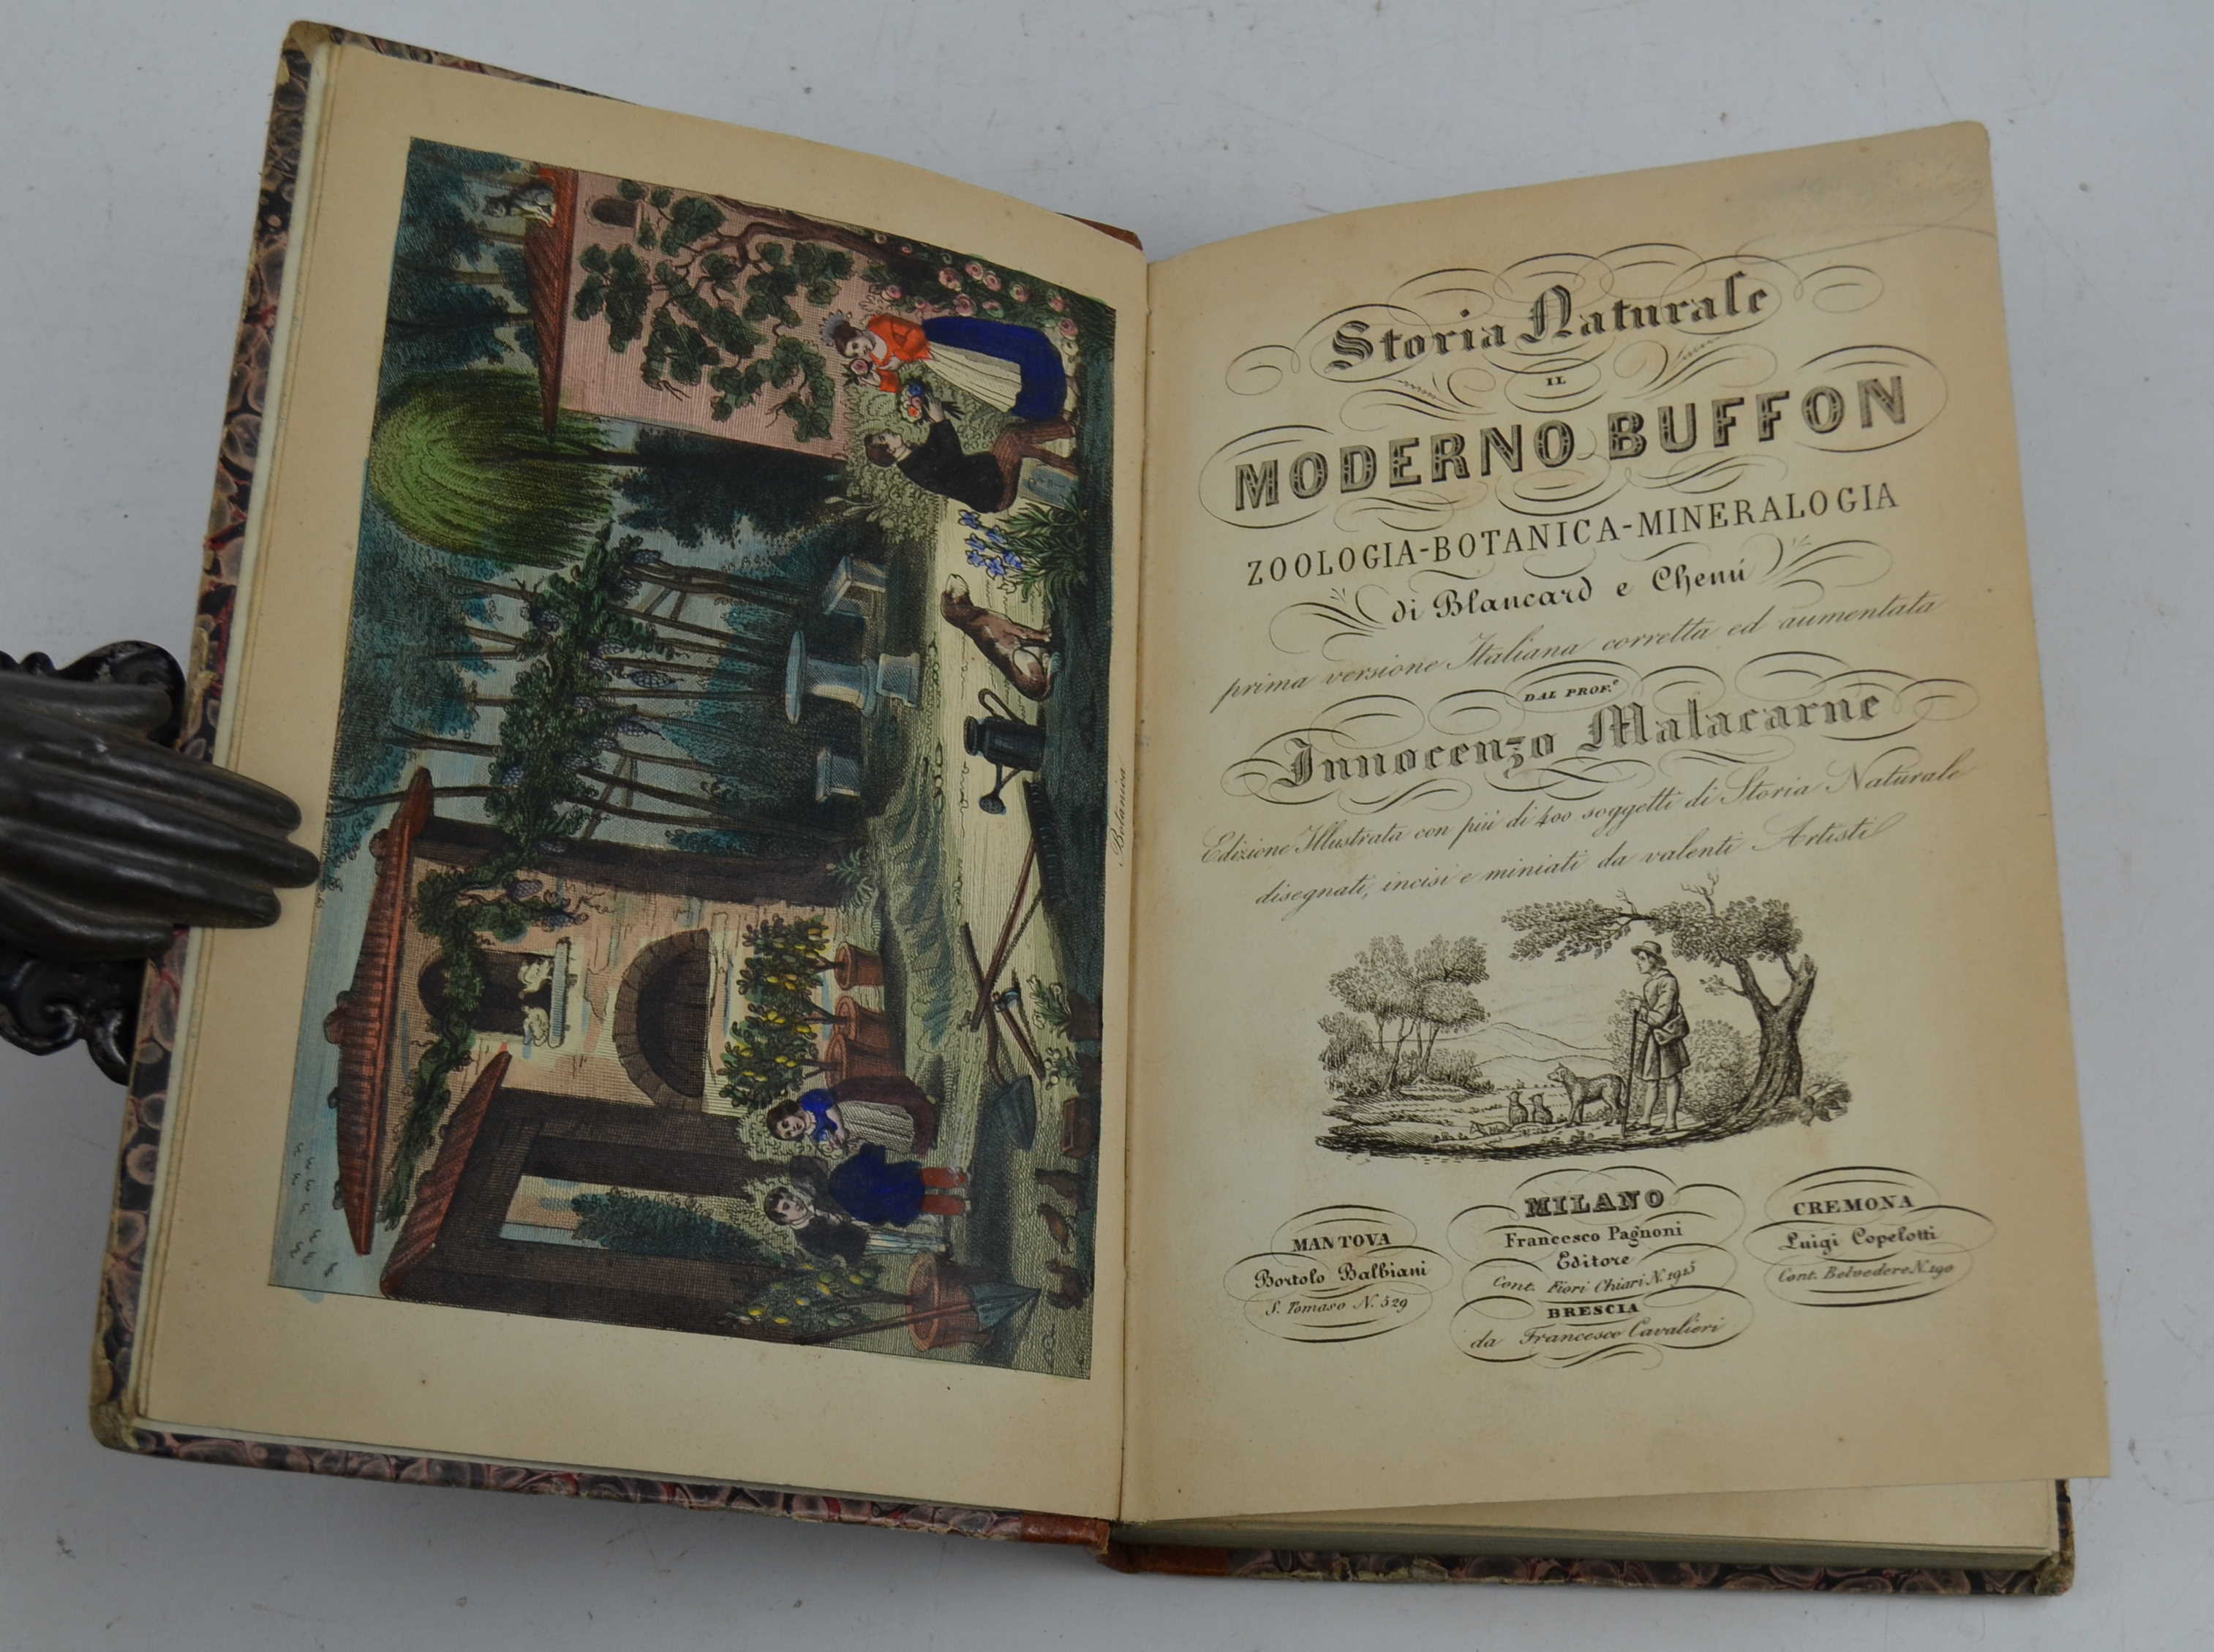 Botanica
Storia Naturale
IL
MODERNO BUFFON
ZOOLOGIA-BOTANICA-MINERALOGIA
di Blancard e Chenú
prima versione Italiana corretta ed aumentata
DAL PROF.e
Innocenzo Malacarne
Edizione Illustrata con più di 400 soggetti di Storia Naturale
disegnati, incisi e miniati da valenti Artisti
MANTOVA
Bortolo Balbiani
S. Tomaso N. 529
MILANO
Francesco Pagnoni
Editore
Cont. Fiori Chiari N. 1915
BRESCIA
da Francesco Cavalieri
CREMONA
Luigi Copelotti
Cont. Belvedere N. 190